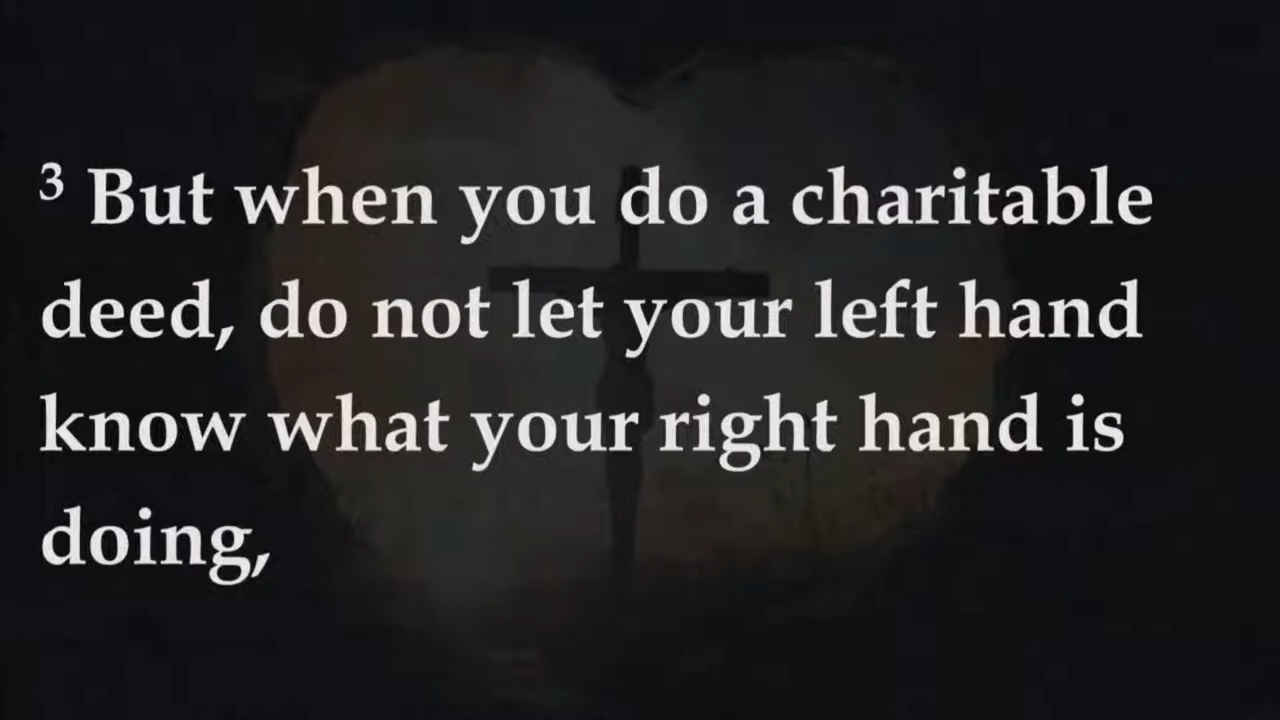 ³ But when you do a charitable
deed, do not let your left hand
know what your right hand is
doing,